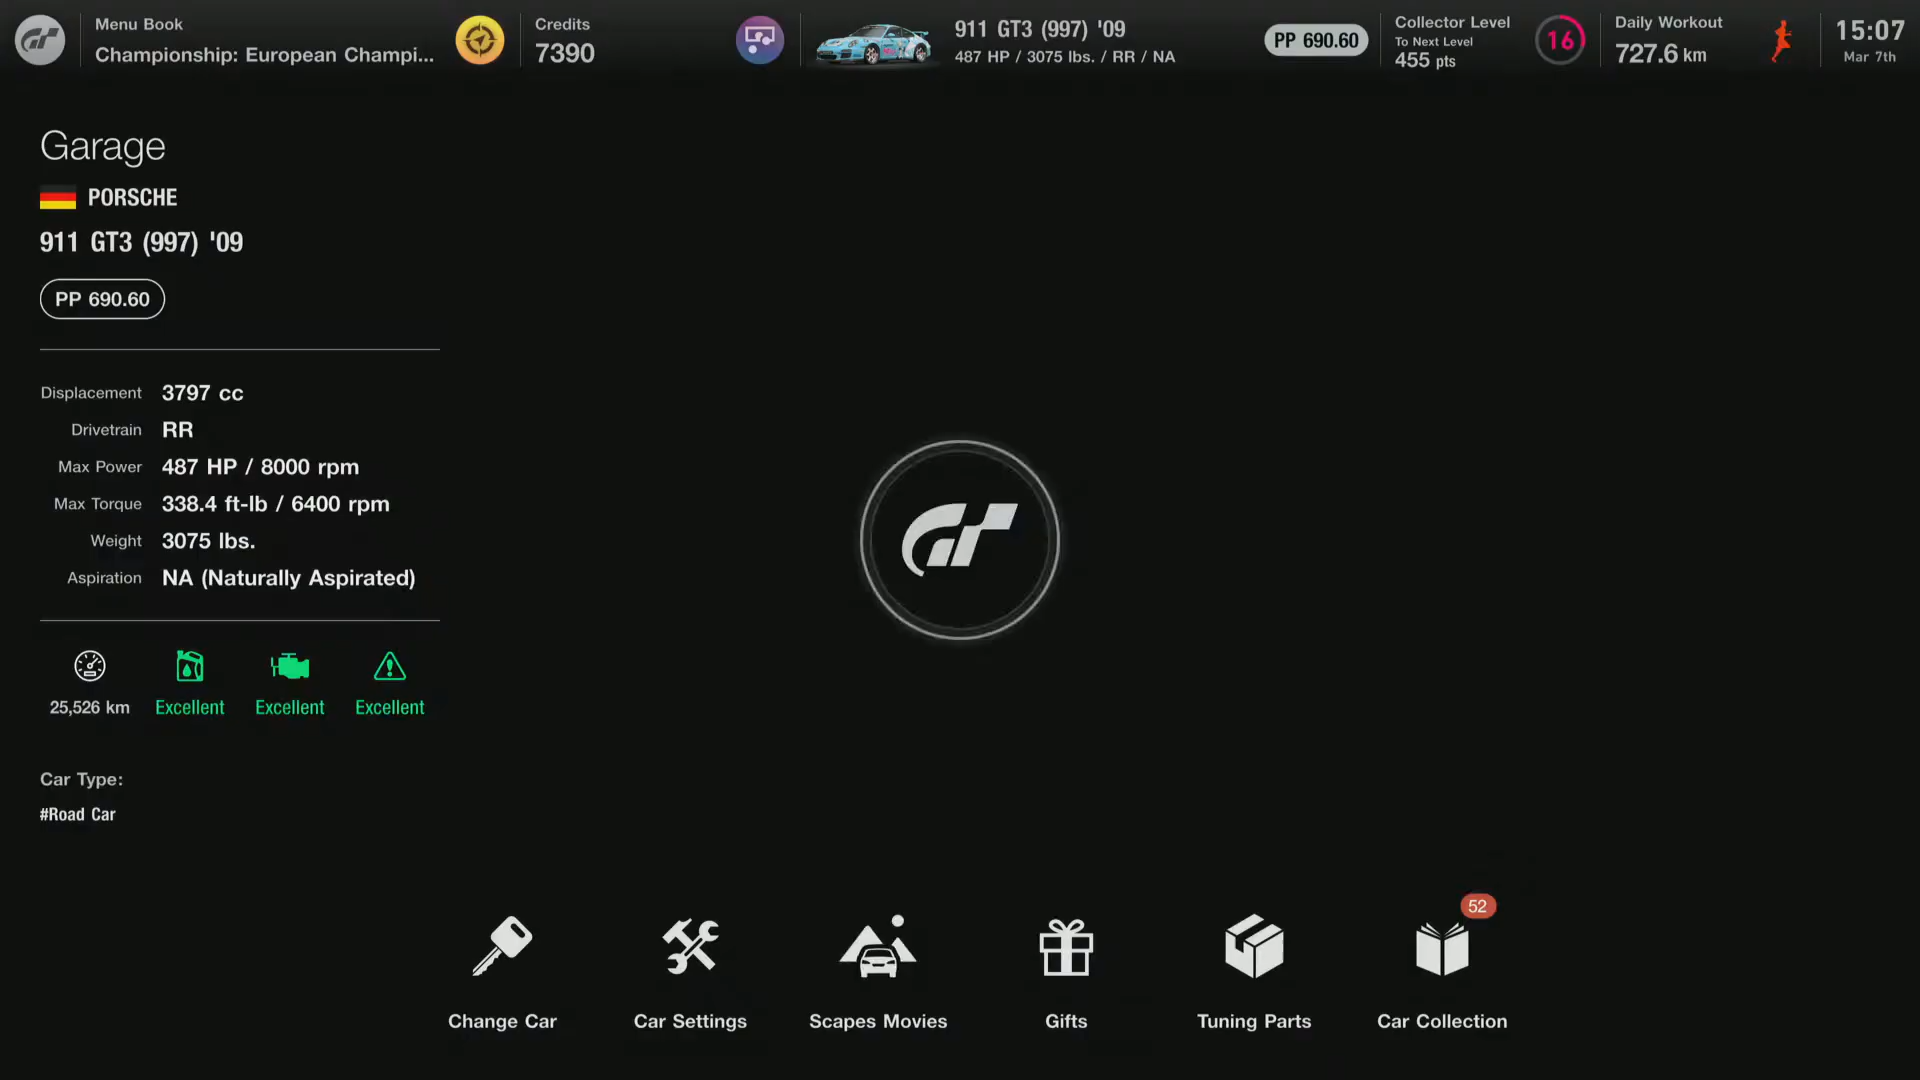 Menu Book
Championship: European Champi...
Credits
7390
911 GT3 (997) '09
487 HP / 3075 lbs. / RR / NA
PP 690.60
Collector Level
To Next Level
455 pts
16
Daily Workout
727.6 km
15:07
Mar 7th
Garage
PORSCHE
911 GT3 (997) '09
PP 690.60
Displacement 3797 cc
Drivetrain RR
Max Power 487 HP / 8000 rpm
Max Torque 338.4 ft-lb / 6400 rpm
Weight 3075 lbs.
Aspiration NA (Naturally Aspirated)
25,526 km Excellent Excellent Excellent
Car Type:
#Road Car
52
Change Car Car Settings Scapes Movies Gifts Tuning Parts Car Collection